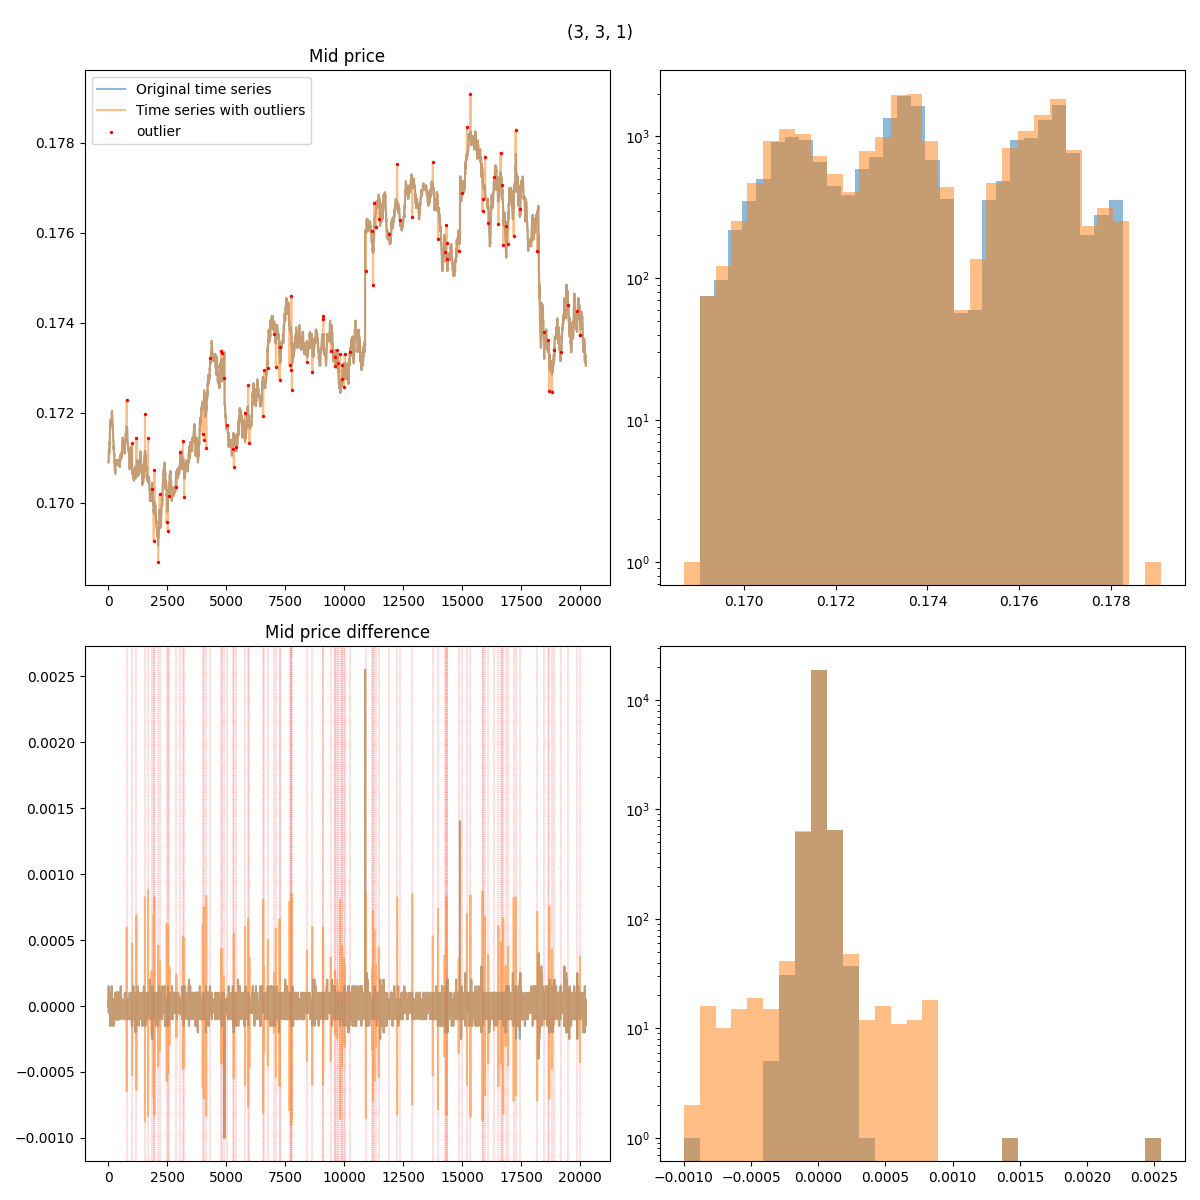 (3, 3, 1)
Mid price
Original time series
Time series with outliers
outlier
0.178
0.176
0.174
0.172
0.170
0 2500 5000 7500 10000 12500 15000 17500 20000
10³
10²
10¹
10⁰
0.170 0.172 0.174 0.176 0.178
Mid price difference
0.0025
0.0020
0.0015
0.0010
0.0005
0.0000
−0.0005
−0.0010
0 2500 5000 7500 10000 12500 15000 17500 20000
10⁴
10³
10²
10¹
10⁰
−0.0010 −0.0005 0.0000 0.0005 0.0010 0.0015 0.0020 0.0025